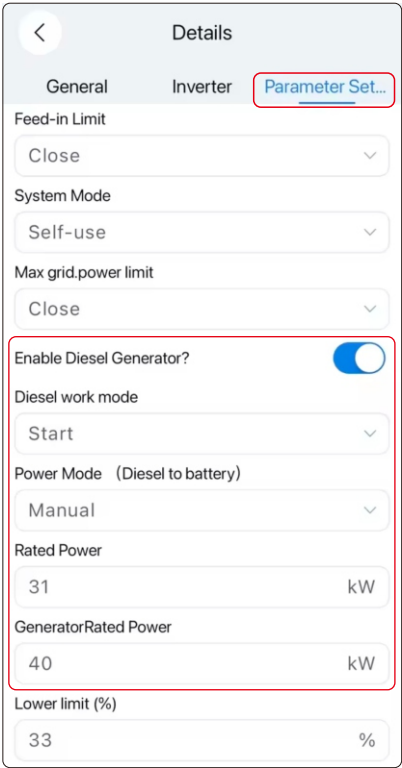 Details
General Inverter Parameter Set...
Feed-in Limit
Close
System Mode
Self-use
Max grid.power limit
Close
Enable Diesel Generator?
Diesel work mode
Start
Power Mode （Diesel to battery）
Manual
Rated Power
31 kW
GeneratorRated Power
40 kW
Lower limit (%)
33 %